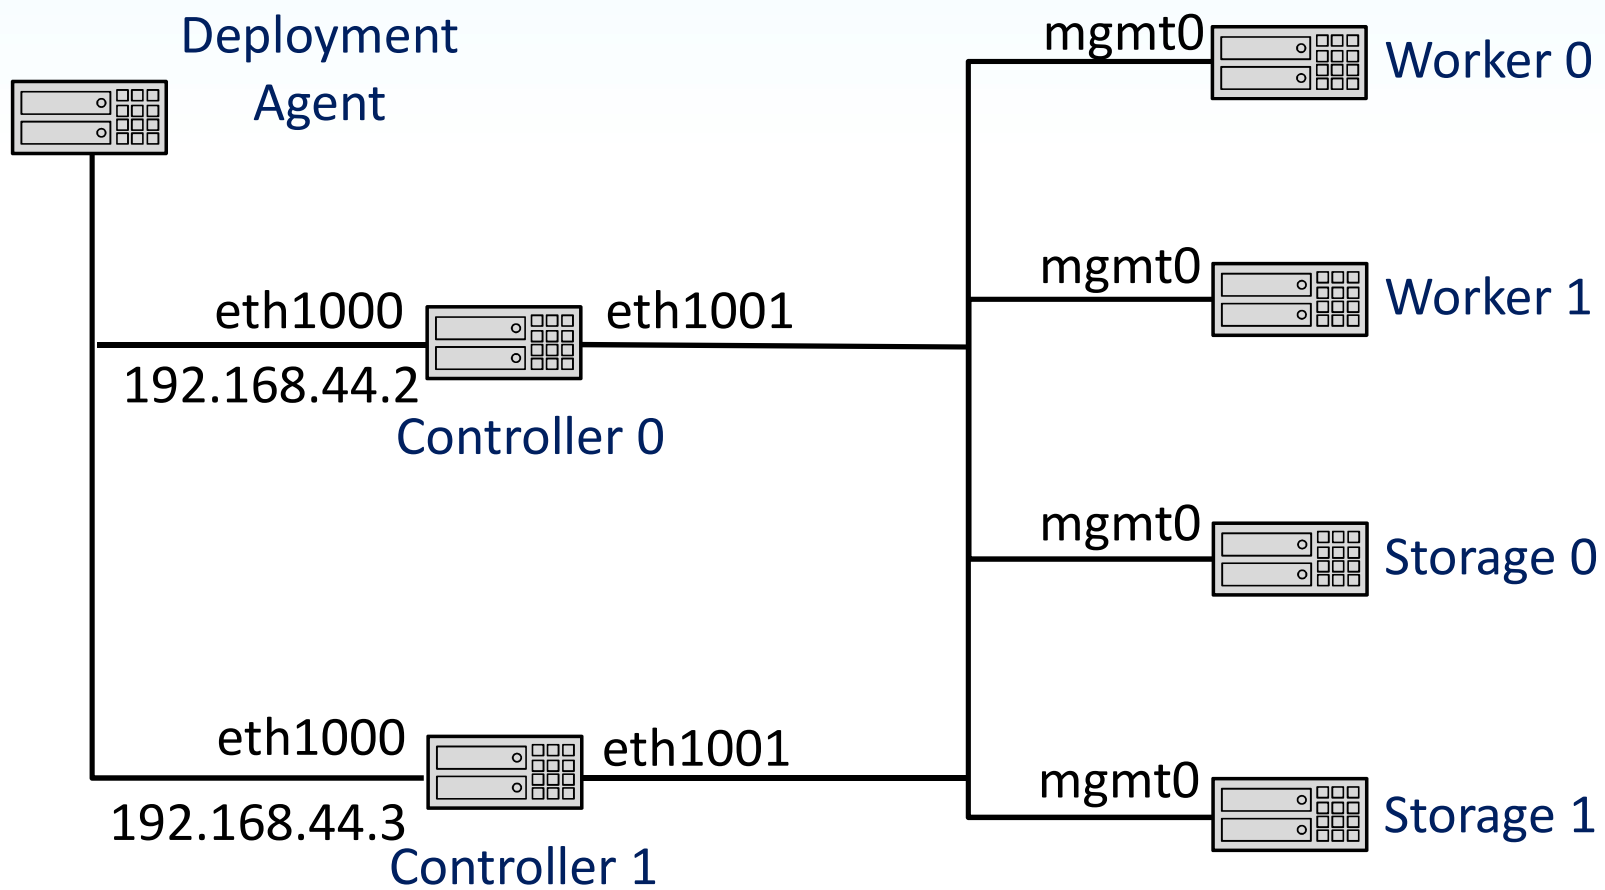 Deployment
Agent
mgmt0
Worker 0
mgmt0
Worker 1
eth1000
eth1001
192.168.44.2
Controller 0
mgmt0
Storage 0
eth1000
eth1001
192.168.44.3
Controller 1
mgmt0
Storage 1